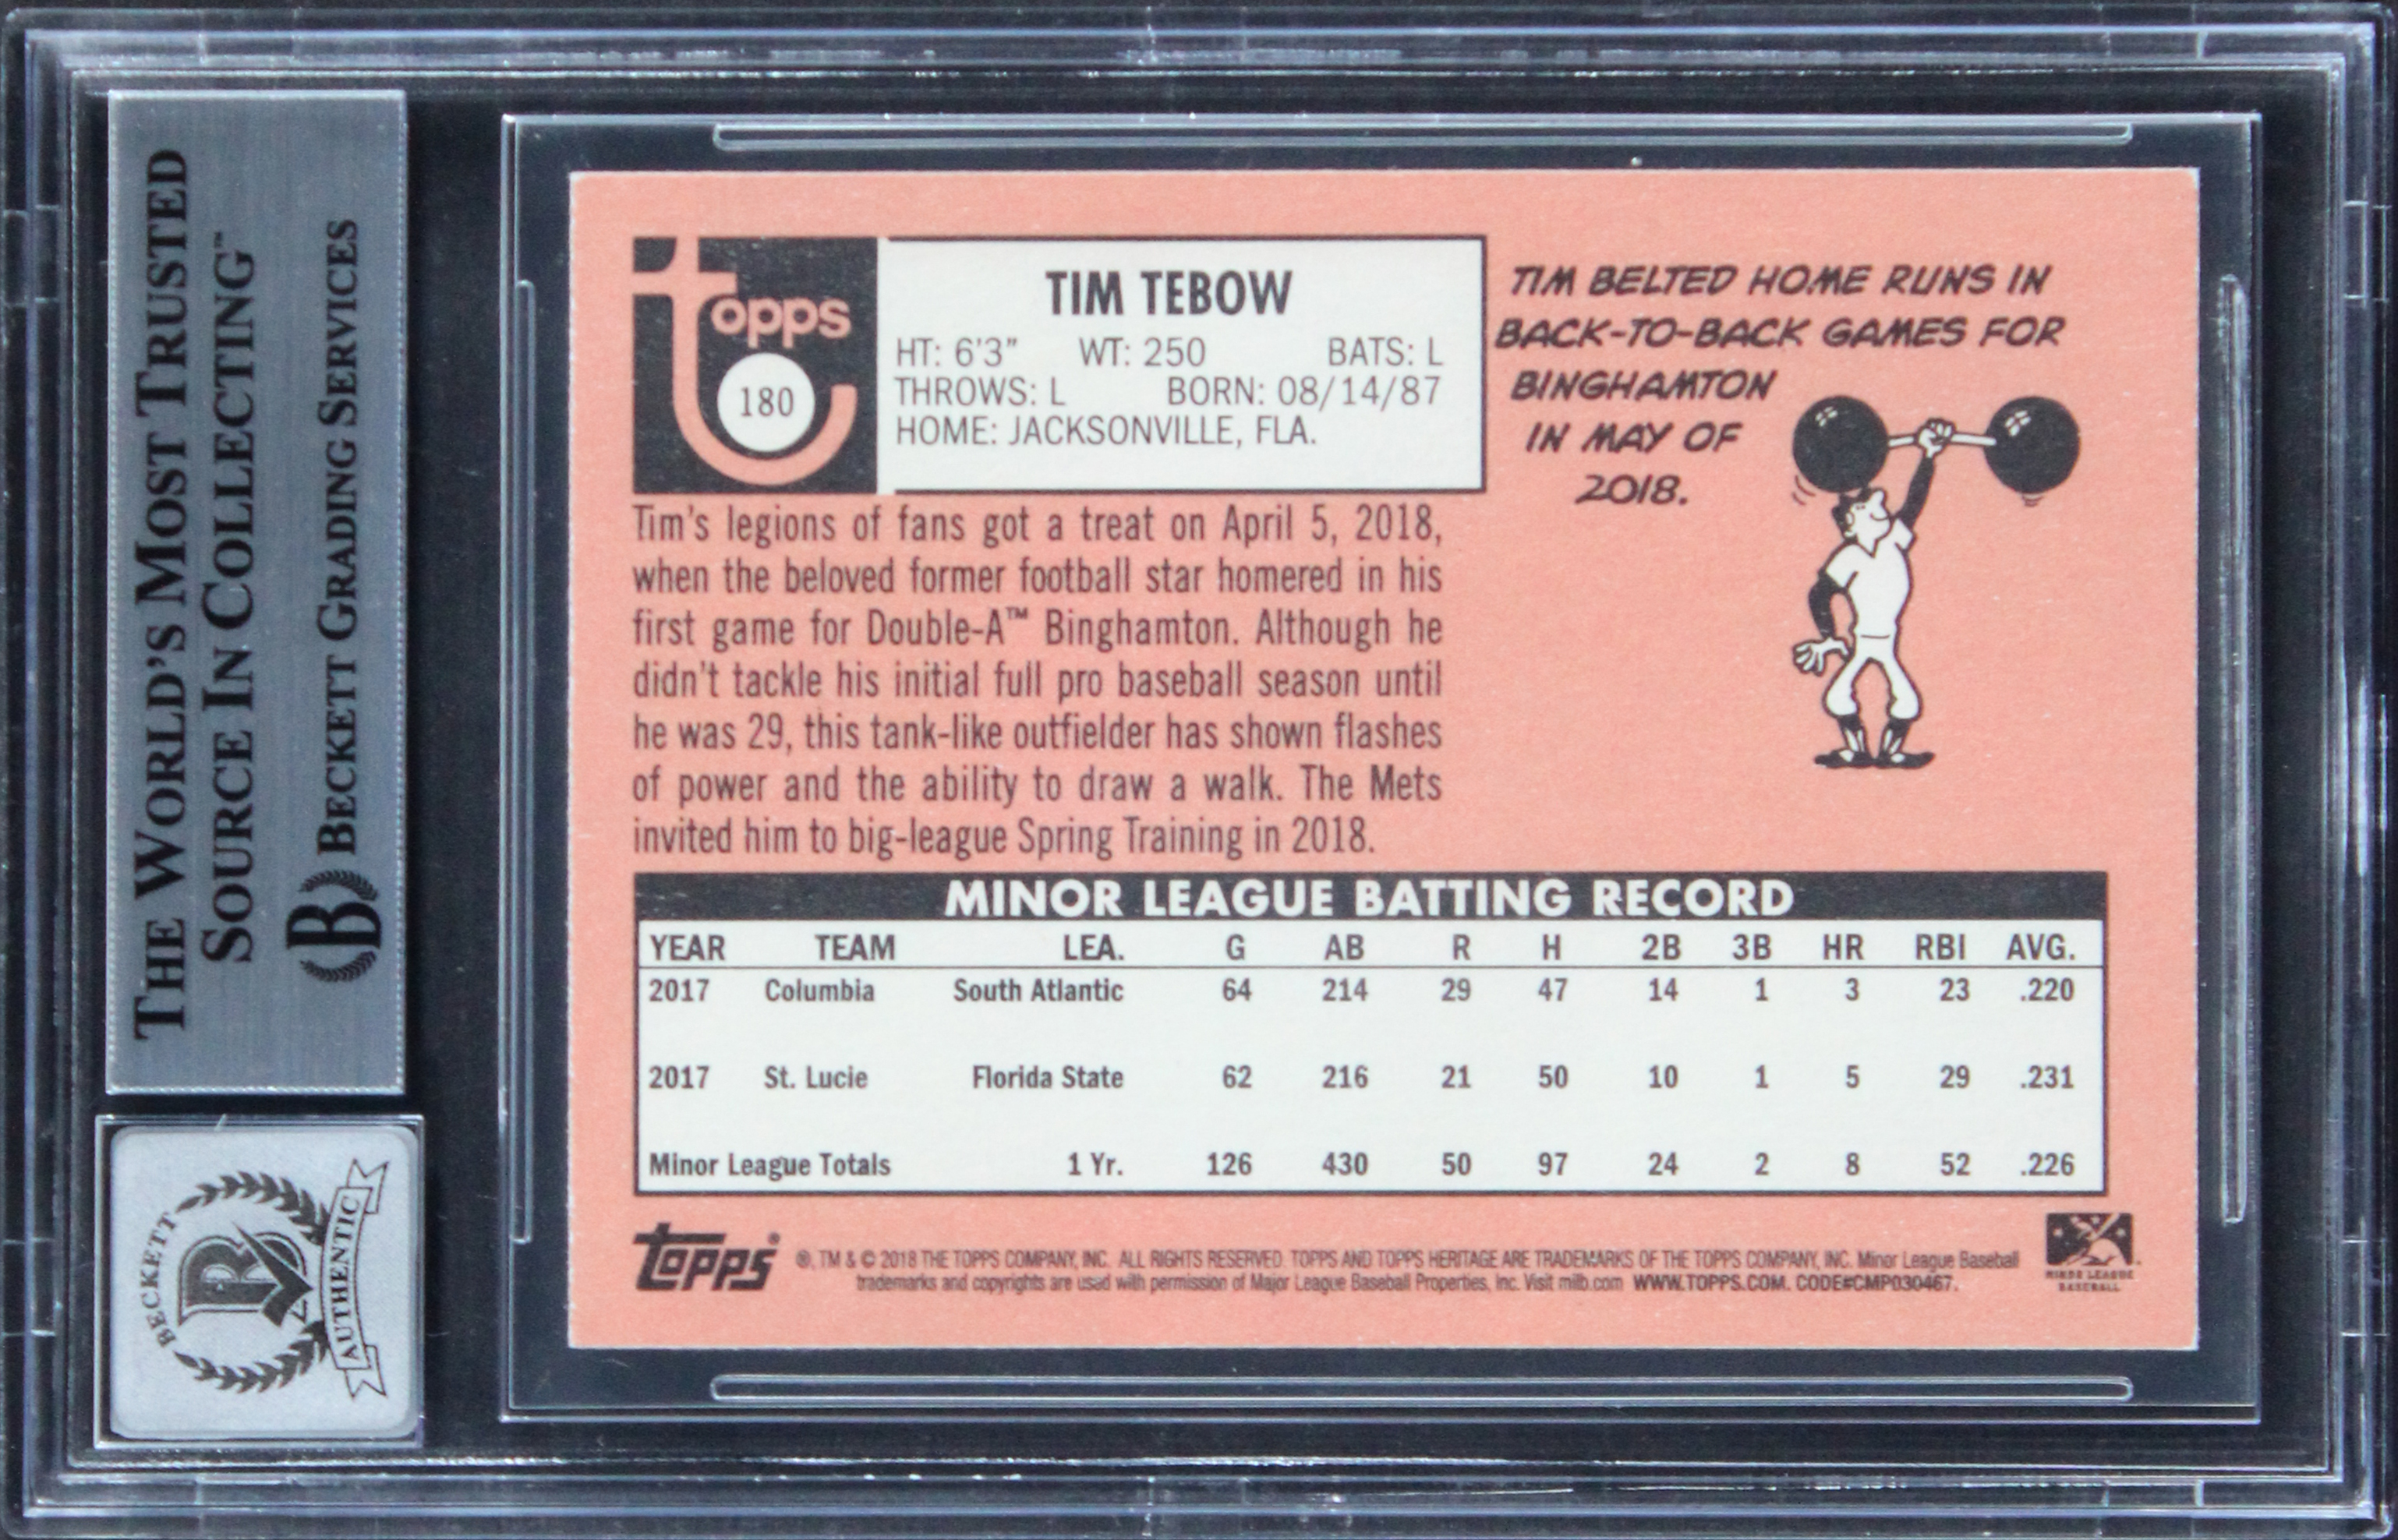 THE WORLD'S MOST TRUSTED
SOURCE IN COLLECTING™
B BECKETT GRADING SERVICES
BECKETT
B
AUTHENTIC
topps
180
TIM TEBOW
HT: 6'3" WT: 250 BATS: L
THROWS: L BORN: 08/14/87
HOME: JACKSONVILLE, FLA.
TIM BELTED HOME RUNS IN
BACK-TO-BACK GAMES FOR
BINGHAMTON
IN MAY OF
2018.
Tim's legions of fans got a treat on April 5, 2018,
when the beloved former football star homered in his
first game for Double-A™ Binghamton. Although he
didn't tackle his initial full pro baseball season until
he was 29, this tank-like outfielder has shown flashes
of power and the ability to draw a walk. The Mets
invited him to big-league Spring Training in 2018.
MINOR LEAGUE BATTING RECORD
YEAR TEAM LEA. G AB R H 2B 3B HR RBI AVG.
2017 Columbia South Atlantic 64 214 29 47 14 1 3 23 .220
2017 St. Lucie Florida State 62 216 21 50 10 1 5 29 .231
Minor League Totals 1 Yr. 126 430 50 97 24 2 8 52 .226
topps®
®, TM & © 2018 THE TOPPS COMPANY, INC. ALL RIGHTS RESERVED. TOPPS AND TOPPS HERITAGE ARE TRADEMARKS OF THE TOPPS COMPANY, INC. Minor League Baseball
trademarks and copyrights are used with permission of Major League Baseball Properties, Inc. Visit milb.com WWW.TOPPS.COM. CODE#CMP030467.
MINOR LEAGUE
BASEBALL